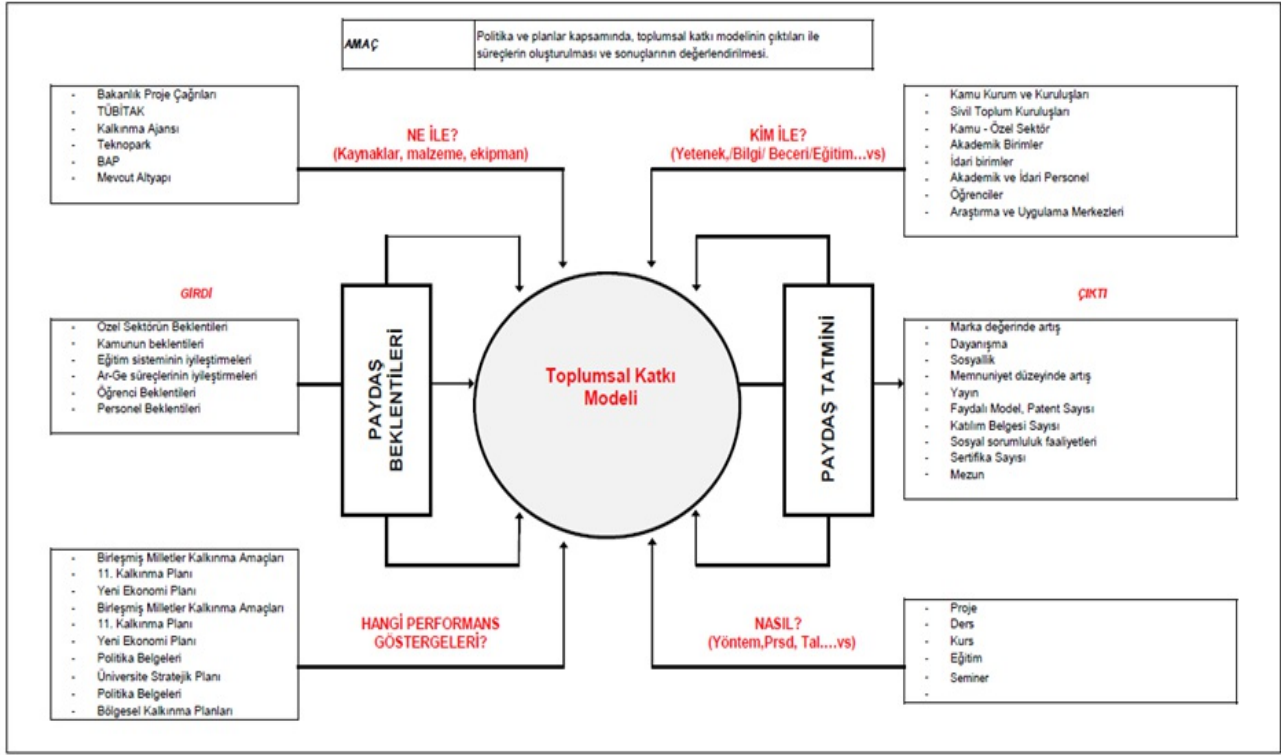 AMAÇ
Politika ve planlar kapsamında, toplumsal katkı modelinin çıktıları ile
süreçlerin oluşturulması ve sonuçlarının değerlendirilmesi.
- Bakanlık Proje Çağrıları
- TÜBİTAK
- Kalkınma Ajansı
- Teknopark
- BAP
- Mevcut Altyapı
NE İLE?
(Kaynaklar, malzeme, ekipman)
KİM İLE?
(Yetenek,/Bilgi/ Beceri/Eğitim...vs)
- Kamu Kurum ve Kuruluşları
- Sivil Toplum Kuruluşları
- Kamu - Özel Sektör
- Akademik Birimler
- İdari birimler
- Akademik ve İdari Personel
- Öğrenciler
- Araştırma ve Uygulama Merkezleri
GİRDİ
- Özel Sektörün Beklentileri
- Kamunun beklentileri
- Eğitim sisteminin iyileştirmeleri
- Ar-Ge süreçlerinin iyileştirmeleri
- Öğrenci Beklentileri
- Personel Beklentileri
PAYDAŞ
BEKLENTİLERİ
Toplumsal Katkı
Modeli
PAYDAŞ TATMİNİ
ÇIKTI
- Marka değerinde artış
- Dayanışma
- Sosyallik
- Memnuniyet düzeyinde artış
- Yayın
- Faydalı Model, Patent Sayısı
- Katılım Belgesi Sayısı
- Sosyal sorumluluk faaliyetleri
- Sertifika Sayısı
- Mezun
- Birleşmiş Milletler Kalkınma Amaçları
- 11. Kalkınma Planı
- Yeni Ekonomi Planı
- Birleşmiş Milletler Kalkınma Amaçları
- 11. Kalkınma Planı
- Yeni Ekonomi Planı
- Politika Belgeleri
- Üniversite Stratejik Planı
- Politika Belgeleri
- Bölgesel Kalkınma Planları
HANGİ PERFORMANS
GÖSTERGELERİ?
NASIL?
(Yöntem,Prsd, Tal....vs)
- Proje
- Ders
- Kurs
- Eğitim
- Seminer
-